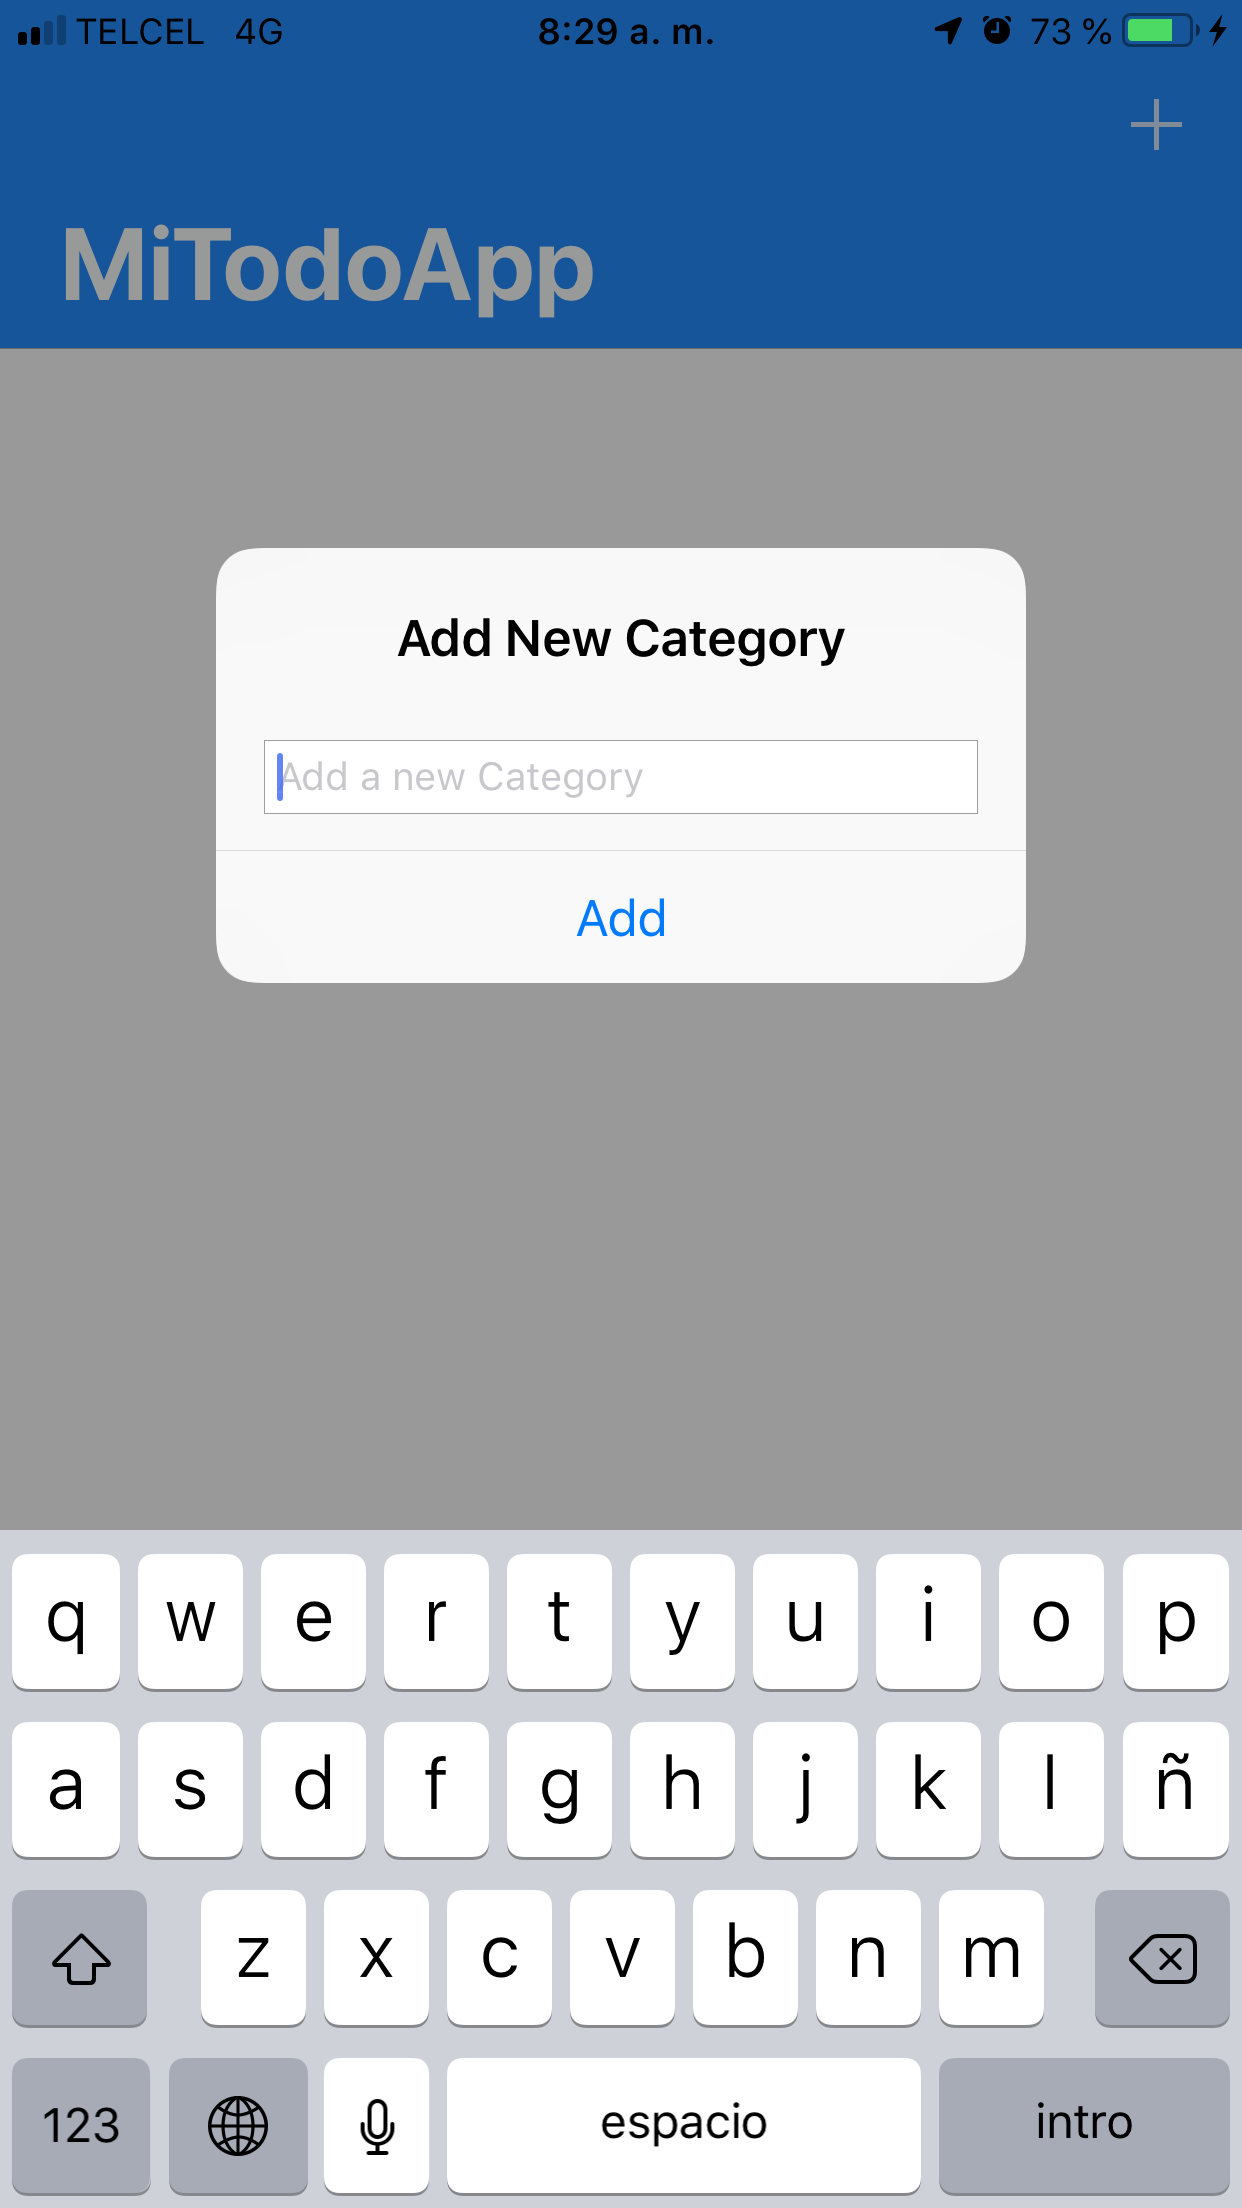 TELCEL 4G 8:29 a. m. 73 %
MiTodoApp
Add New Category
Add a new Category
Add
q w e r t y u i o p
a s d f g h j k l ñ
z x c v b n m
123 espacio intro